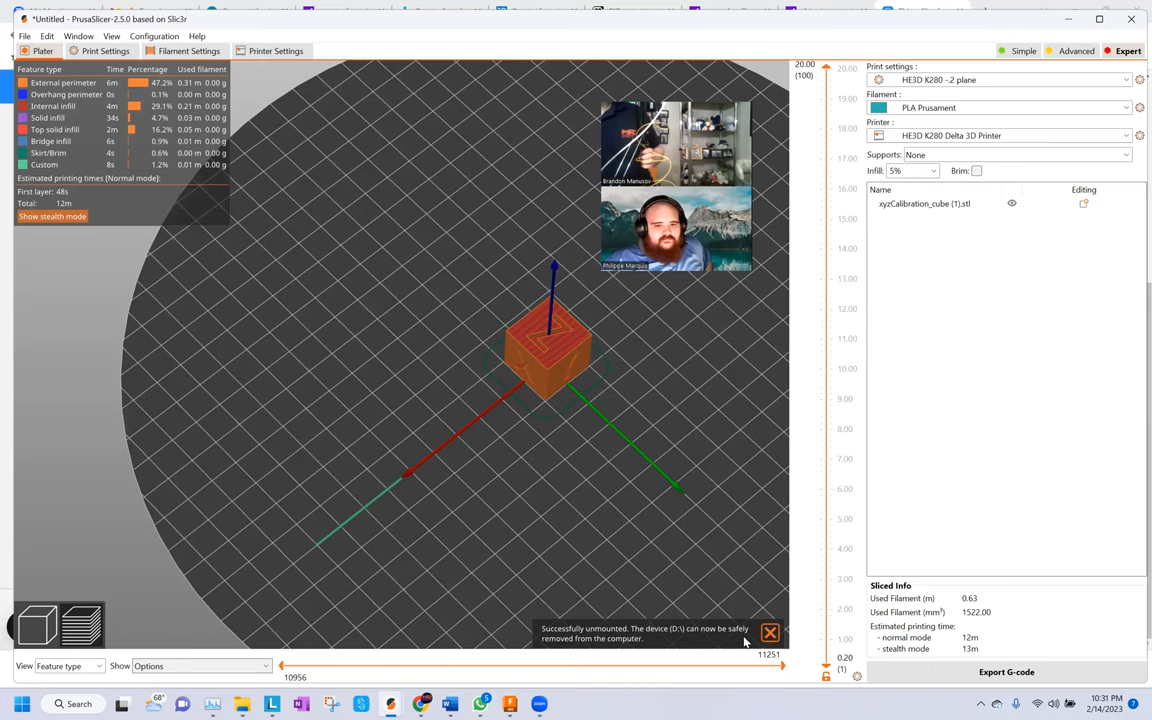 *Untitled - PrusaSlicer-2.5.0 based on Slic3r
File Edit Window View Configuration Help
Plater Print Settings Filament Settings Printer Settings Simple Advanced Expert
Feature type Time Percentage Used filament
External perimeter 6m 47.2% 0.31 m 0.00 g
Overhang perimeter 0s 0.1% 0.00 m 0.00 g
Internal infill 4m 29.1% 0.21 m 0.00 g
Solid infill 34s 4.7% 0.03 m 0.00 g
Top solid infill 2m 16.2% 0.05 m 0.00 g
Bridge infill 6s 0.9% 0.01 m 0.00 g
Skirt/Brim 4s 0.6% 0.00 m 0.00 g
Custom 8s 1.2% 0.01 m 0.00 g
Estimated printing times [Normal mode]:
First layer: 48s
Total: 12m
Show stealth mode
Brandon Manusov
Philippe Marquis
Z
20.00
(100)
20.00
19.00
18.00
17.00
16.00
15.00
14.00
13.00
12.00
11.00
10.00
9.00
8.00
7.00
6.00
5.00
4.00
3.00
2.00
1.00
0.20
(1)
Print settings :
HE3D K280 -.2 plane
Filament :
PLA Prusament
Printer :
HE3D K280 Delta 3D Printer
Supports: None
Infill: 5% Brim:
Name Editing
xyzCalibration_cube (1).stl
Sliced Info
Used Filament (m) 0.63
Used Filament (mm³) 1522.00
Estimated printing time:
- normal mode 12m
- stealth mode 13m
Export G-code
Successfully unmounted. The device (D:\) can now be safely
removed from the computer.
View Feature type Show Options
11251
10956
Search
68°
5
10:31 PM
2/14/2023
7